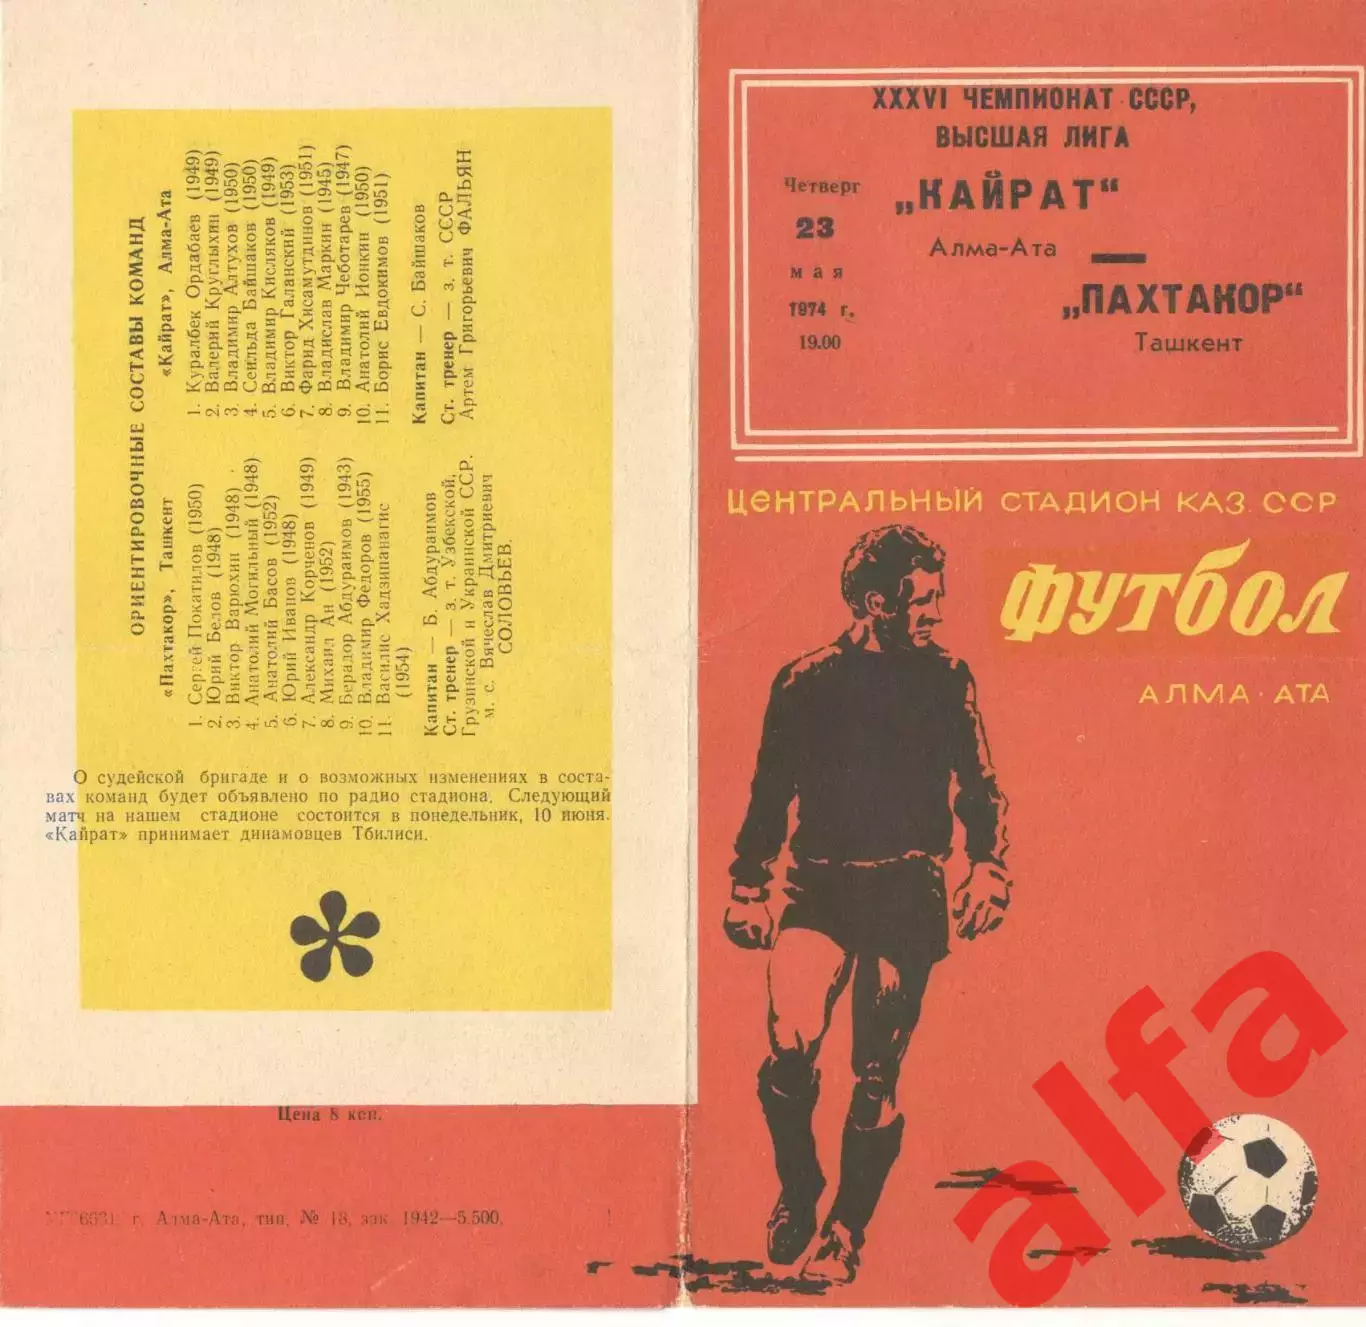 ОРИЕНТИРОВОЧНЫЕ СОСТАВЫ КОМАНД
«Пахтакор», Ташкент
1. Сергей Покатилов (1950)
2. Юрий Белов (1948)
3. Виктор Варюхин (1948)
4. Анатолий Могильный (1948)
5. Анатолий Басов (1952)
6. Юрий Иванов (1948)
7. Александр Корченов (1949)
8. Михаил Ан (1952)
9. Берадор Абдураимов (1943)
10. Владимир Федоров (1955)
11. Василис Хадзипанагис
(1954)
Капитан — Б. Абдураимов
Ст. тренер — з. т. Узбекской,
Грузинской и Украинской ССР.
м. с. Вячеслав Дмитриевич
СОЛОВЬЕВ.
«Кайрат», Алма-Ата
1. Куралбек Ордабаев (1949)
2. Валерий Круглыхин (1949)
3. Владимир Алтухов (1950)
4. Сеильда Байшаков (1950)
5. Владимир Кисляков (1949)
6. Виктор Галанский (1953)
7. Фарид Хисамутдинов (1951)
8. Владислав Маркин (1945)
9. Владимир Чеботарев (1947)
10. Анатолий Ионкин (1950)
11. Борис Евдокимов (1951)
Капитан — С. Байшаков
Ст. тренер — з. т. СССР
Артем Григорьевич ФАЛЬЯН
О судейской бригаде и о возможных изменениях в соста-
вах команд будет объявлено по радио стадиона. Следующий
матч на нашем стадионе состоится в понедельник, 10 июня.
«Кайрат» принимает динамовцев Тбилиси.
Цена 8 коп.
г. Алма-Ата, тип. № 18, зак. 1942—5.500.
XXXVI ЧЕМПИОНАТ СССР,
ВЫСШАЯ ЛИГА
Четверг
23
мая
1974 г.
19.00
„КАЙРАТ“
Алма-Ата
—
„ПАХТАКОР“
Ташкент
ЦЕНТРАЛЬНЫЙ СТАДИОН КАЗ. ССР
ФУТБОЛ
АЛМА-АТА
alfa